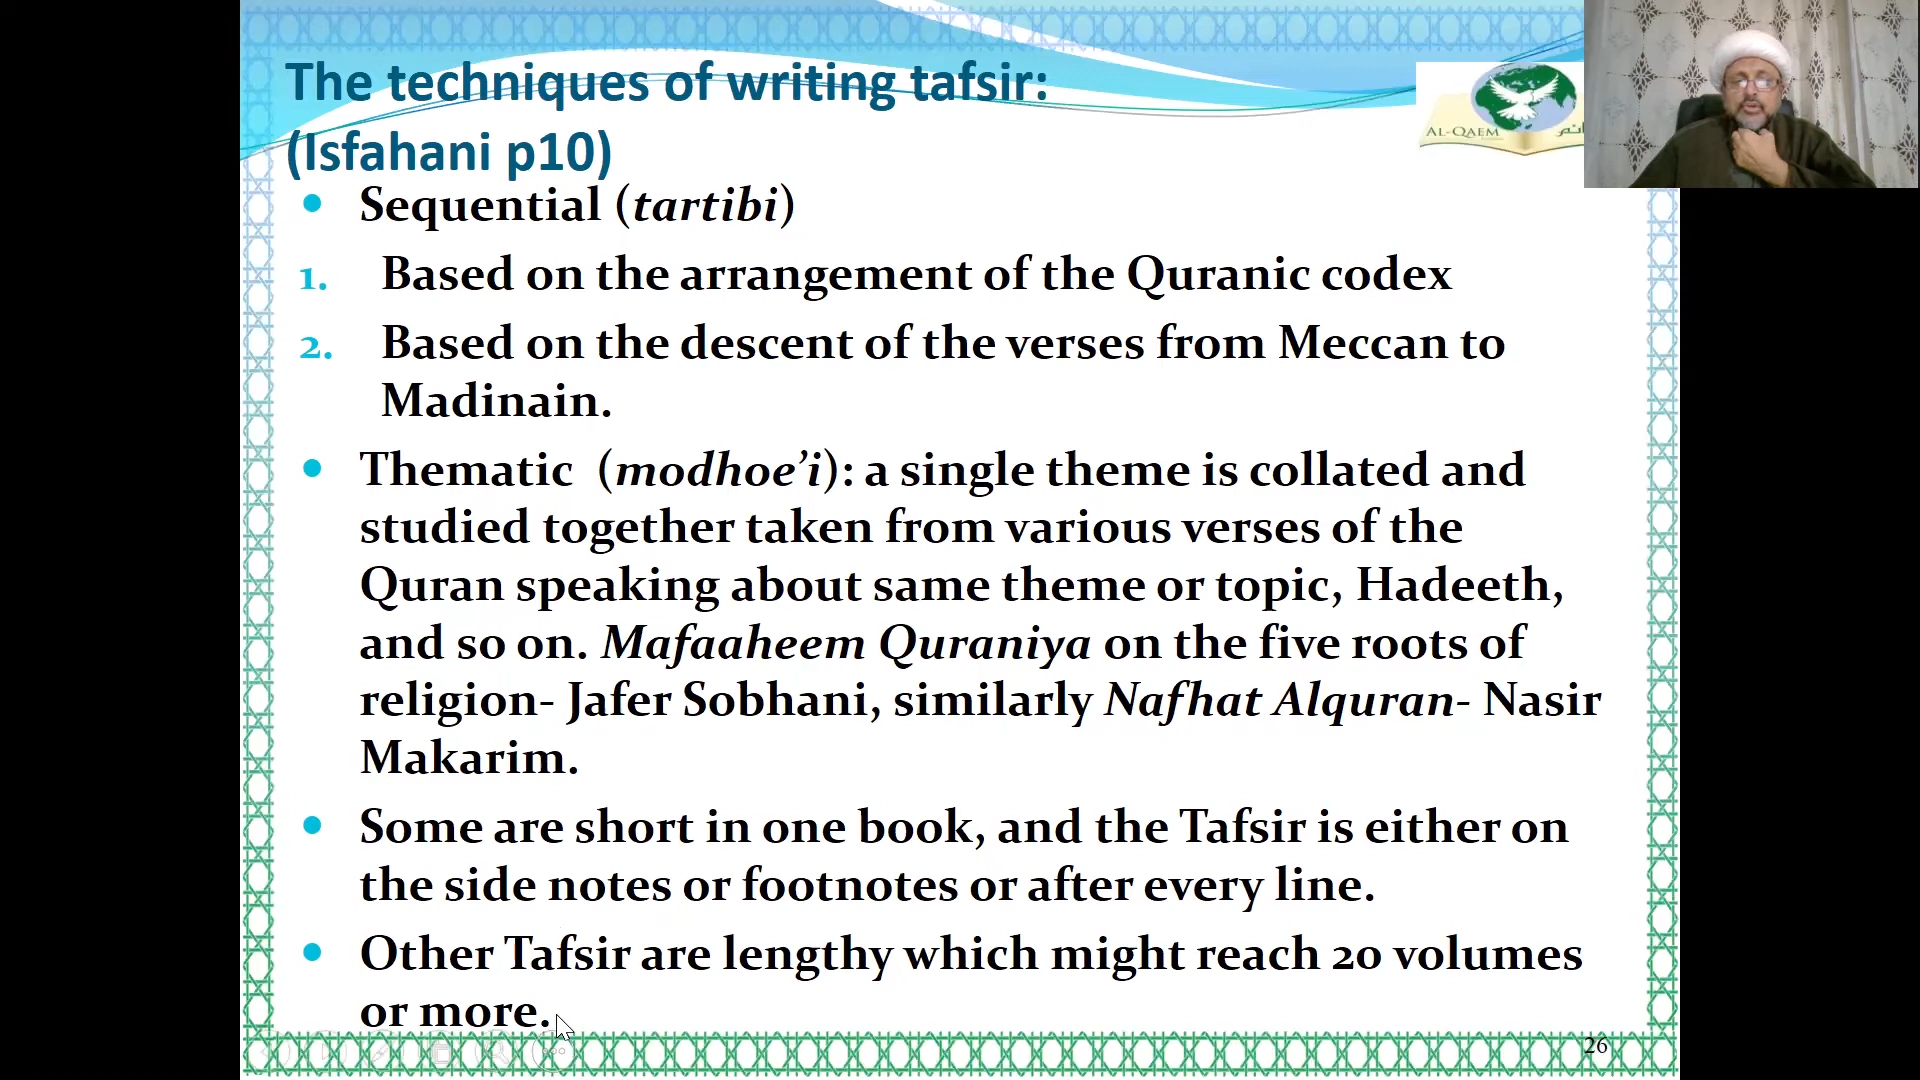 The techniques of writing tafsir:
(Isfahani p10)
AL-QAEM
• Sequential (tartibi)
1. Based on the arrangement of the Quranic codex
2. Based on the descent of the verses from Meccan to
Madinain.
• Thematic (modhoe’i): a single theme is collated and
studied together taken from various verses of the
Quran speaking about same theme or topic, Hadeeth,
and so on. Mafaaheem Quraniya on the five roots of
religion- Jafer Sobhani, similarly Nafhat Alquran- Nasir
Makarim.
• Some are short in one book, and the Tafsir is either on
the side notes or footnotes or after every line.
• Other Tafsir are lengthy which might reach 20 volumes
or more.
26